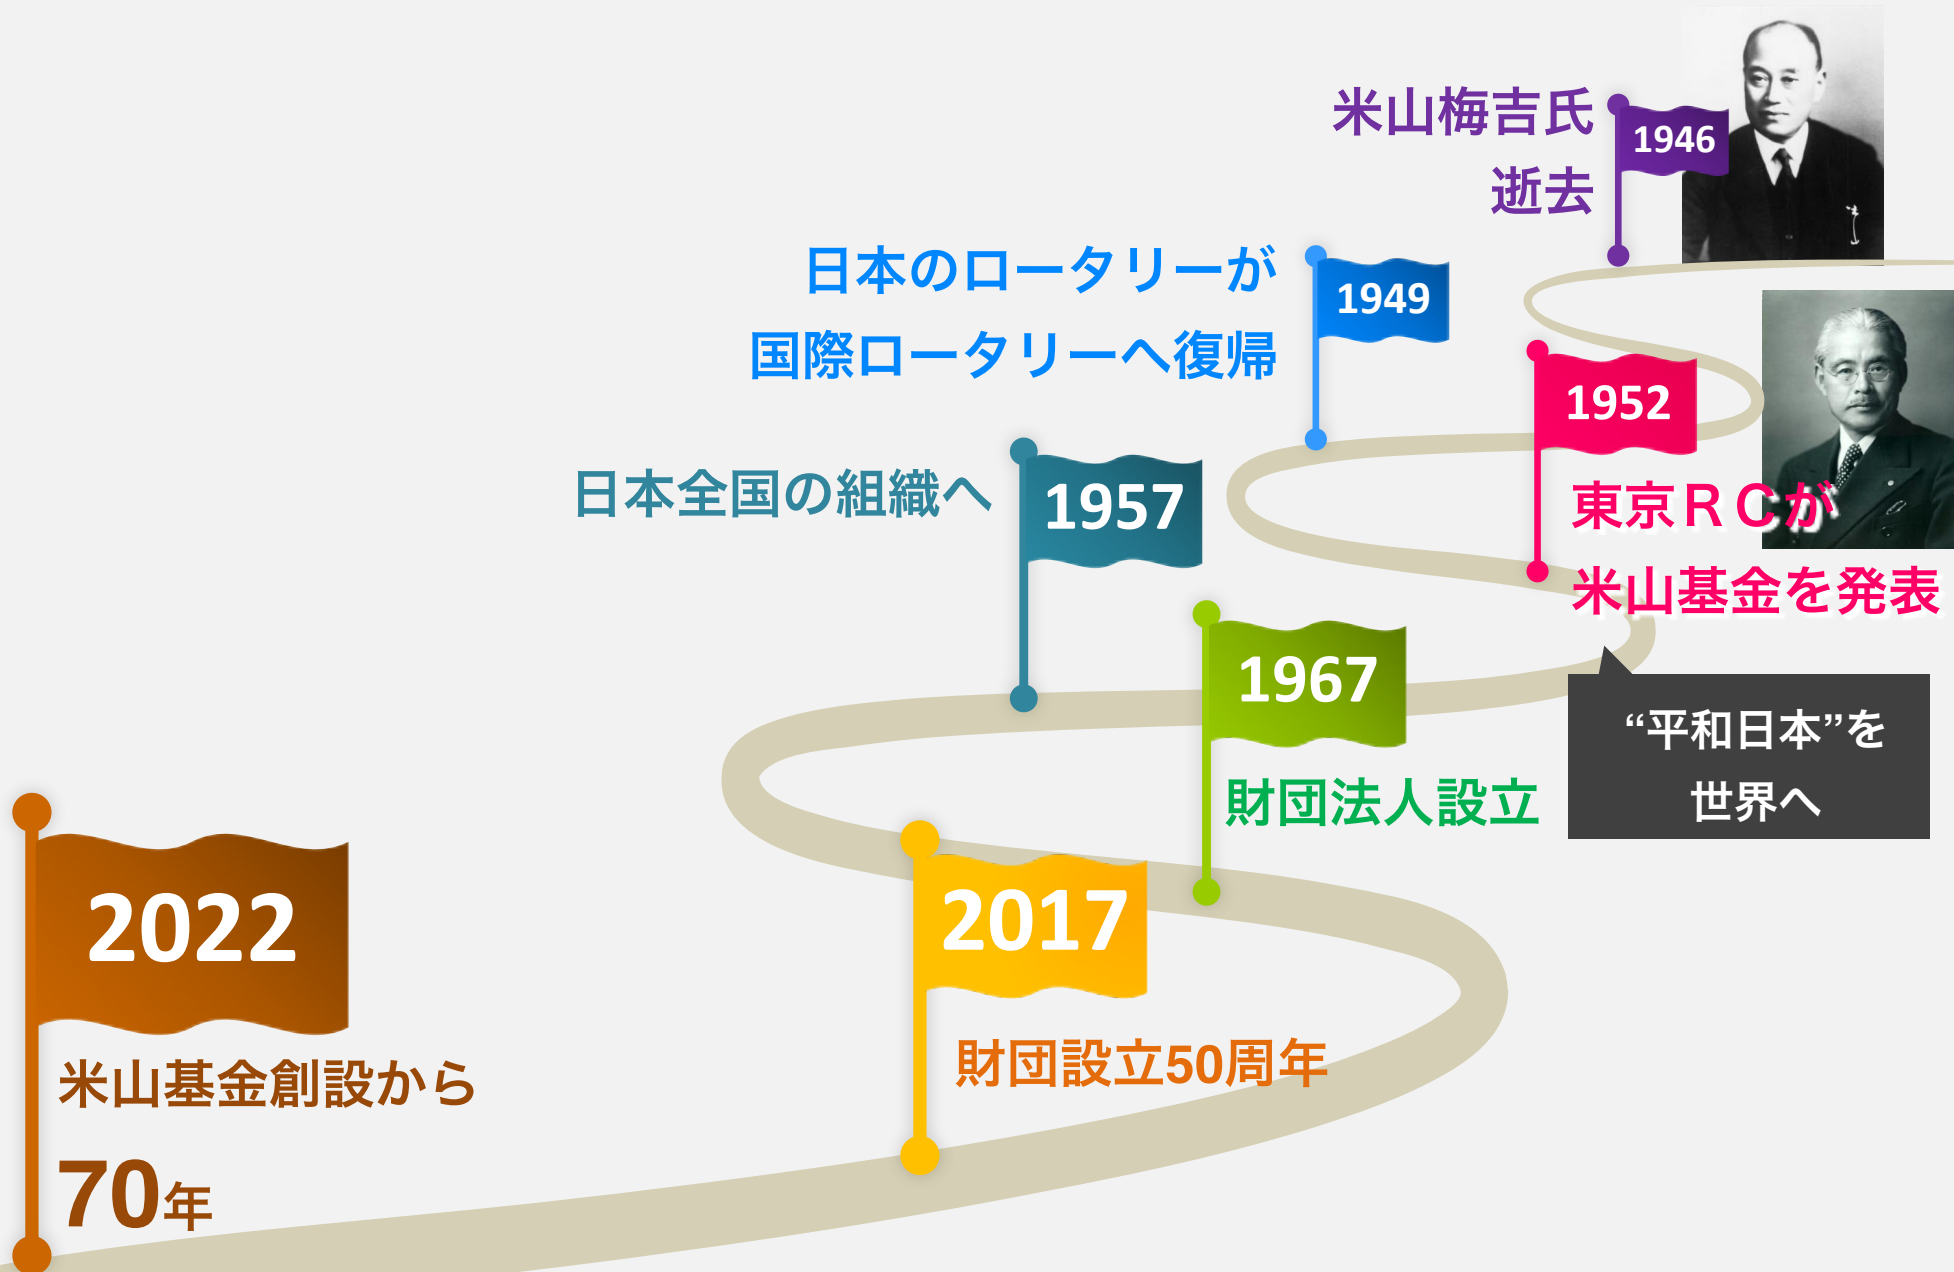 米山梅吉氏
逝去
1946
日本のロータリーが
国際ロータリーへ復帰
1949
1952
東京ＲＣが
米山基金を発表
“平和日本”を
世界へ
日本全国の組織へ
1957
1967
財団法人設立
2017
財団設立50周年
2022
米山基金創設から
70年